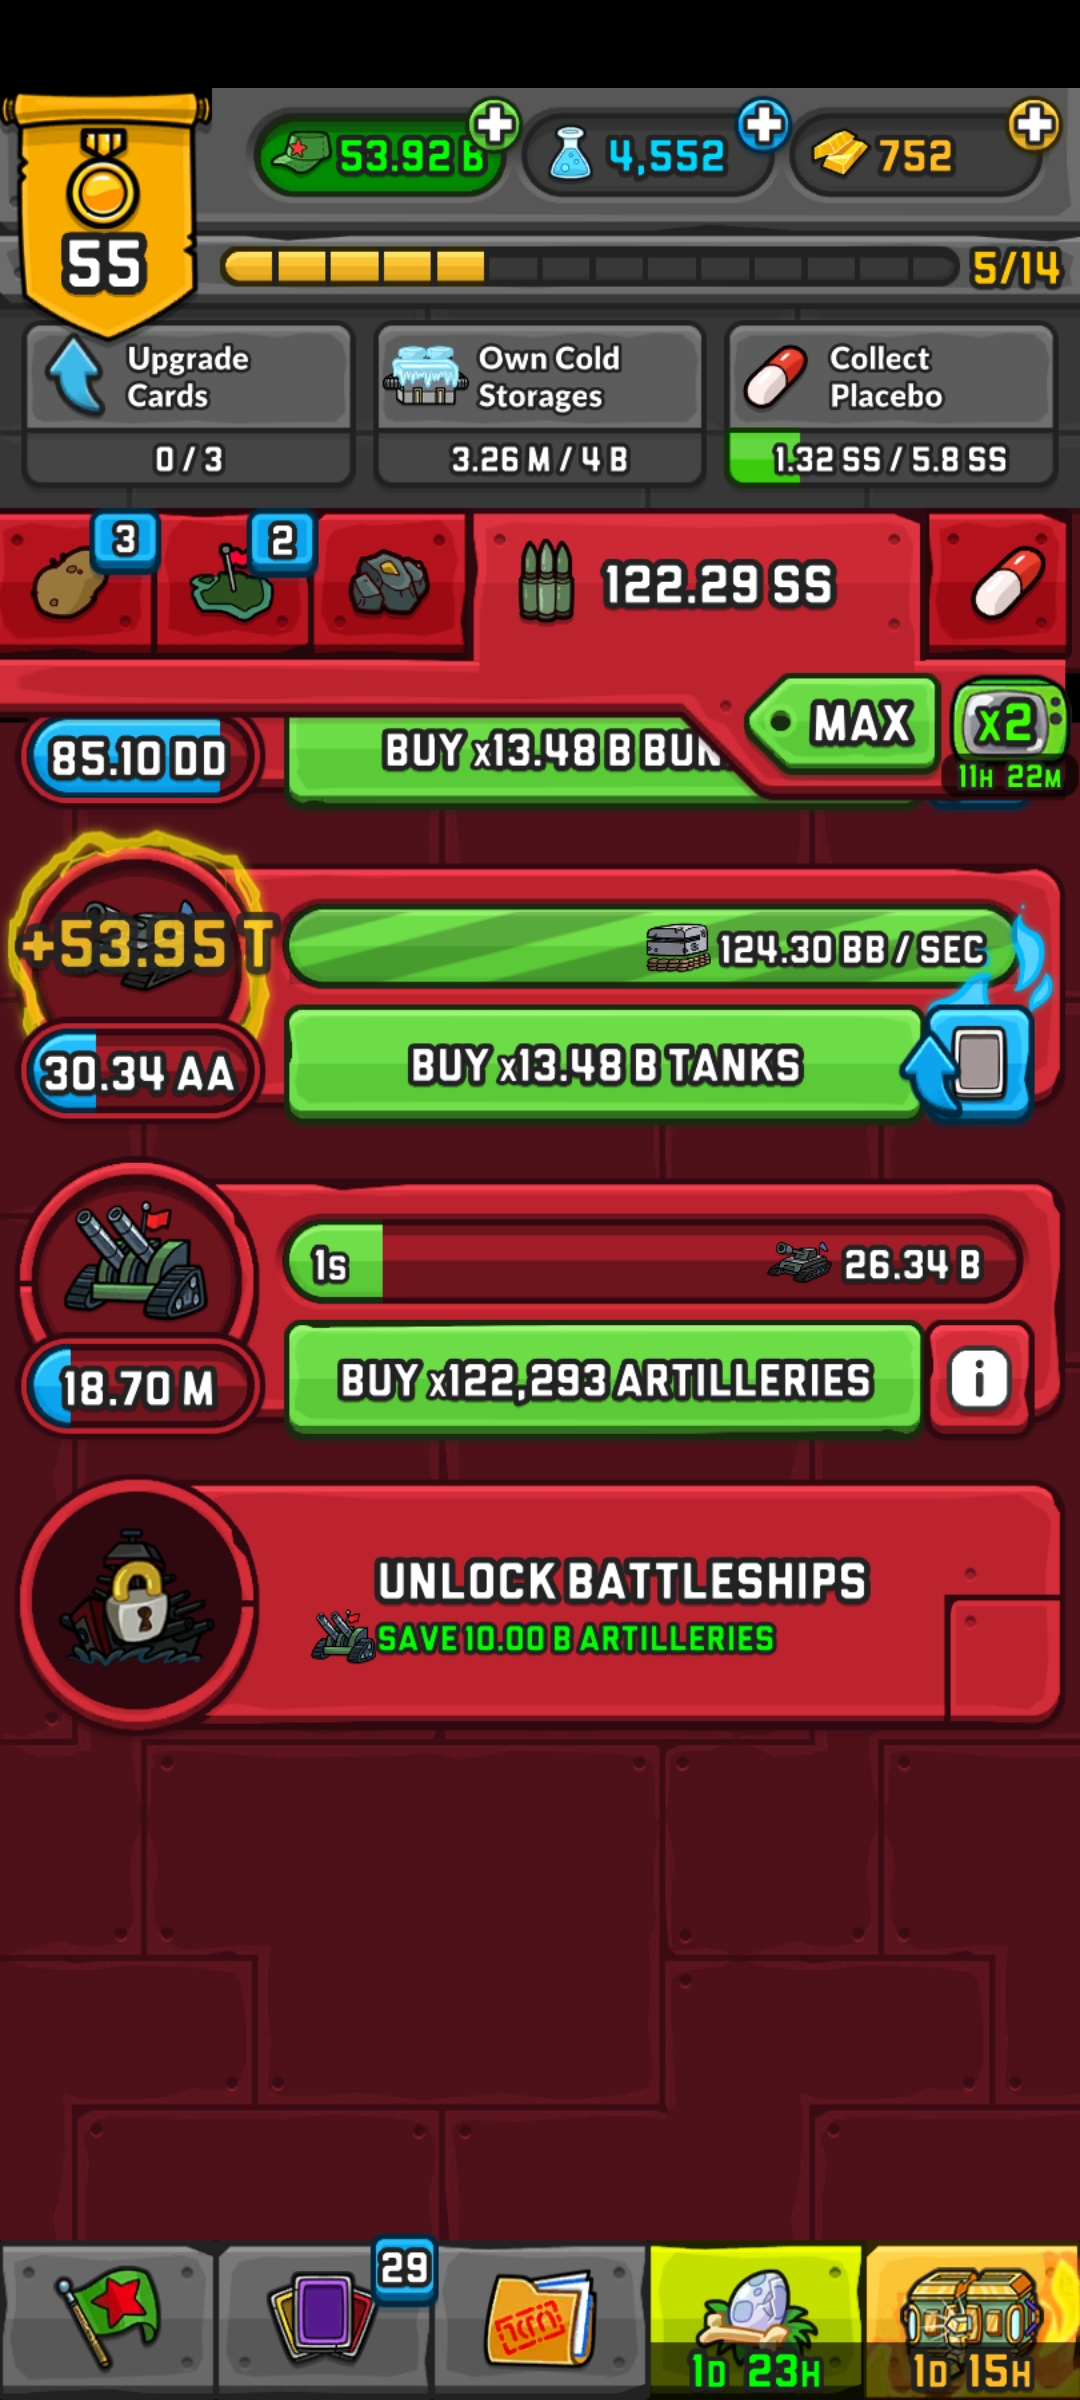 53.92 B
4,552
752
55
5/14
Upgrade
Cards
0 / 3
Own Cold
Storages
3.26 M / 4 B
Collect
Placebo
1.32 SS / 5.8 SS
3
2
122.29 SS
MAX
x2
11H 22M
85.10 DD
BUY x13.48 B BUN
+53.95 T
124.30 BB / SEC
30.34 AA
BUY x13.48 B TANKS
1s
26.34 B
18.70 M
BUY x122,293 ARTILLERIES
i
UNLOCK BATTLESHIPS
SAVE 10.00 B ARTILLERIES
29
1D 23H
1D 15H